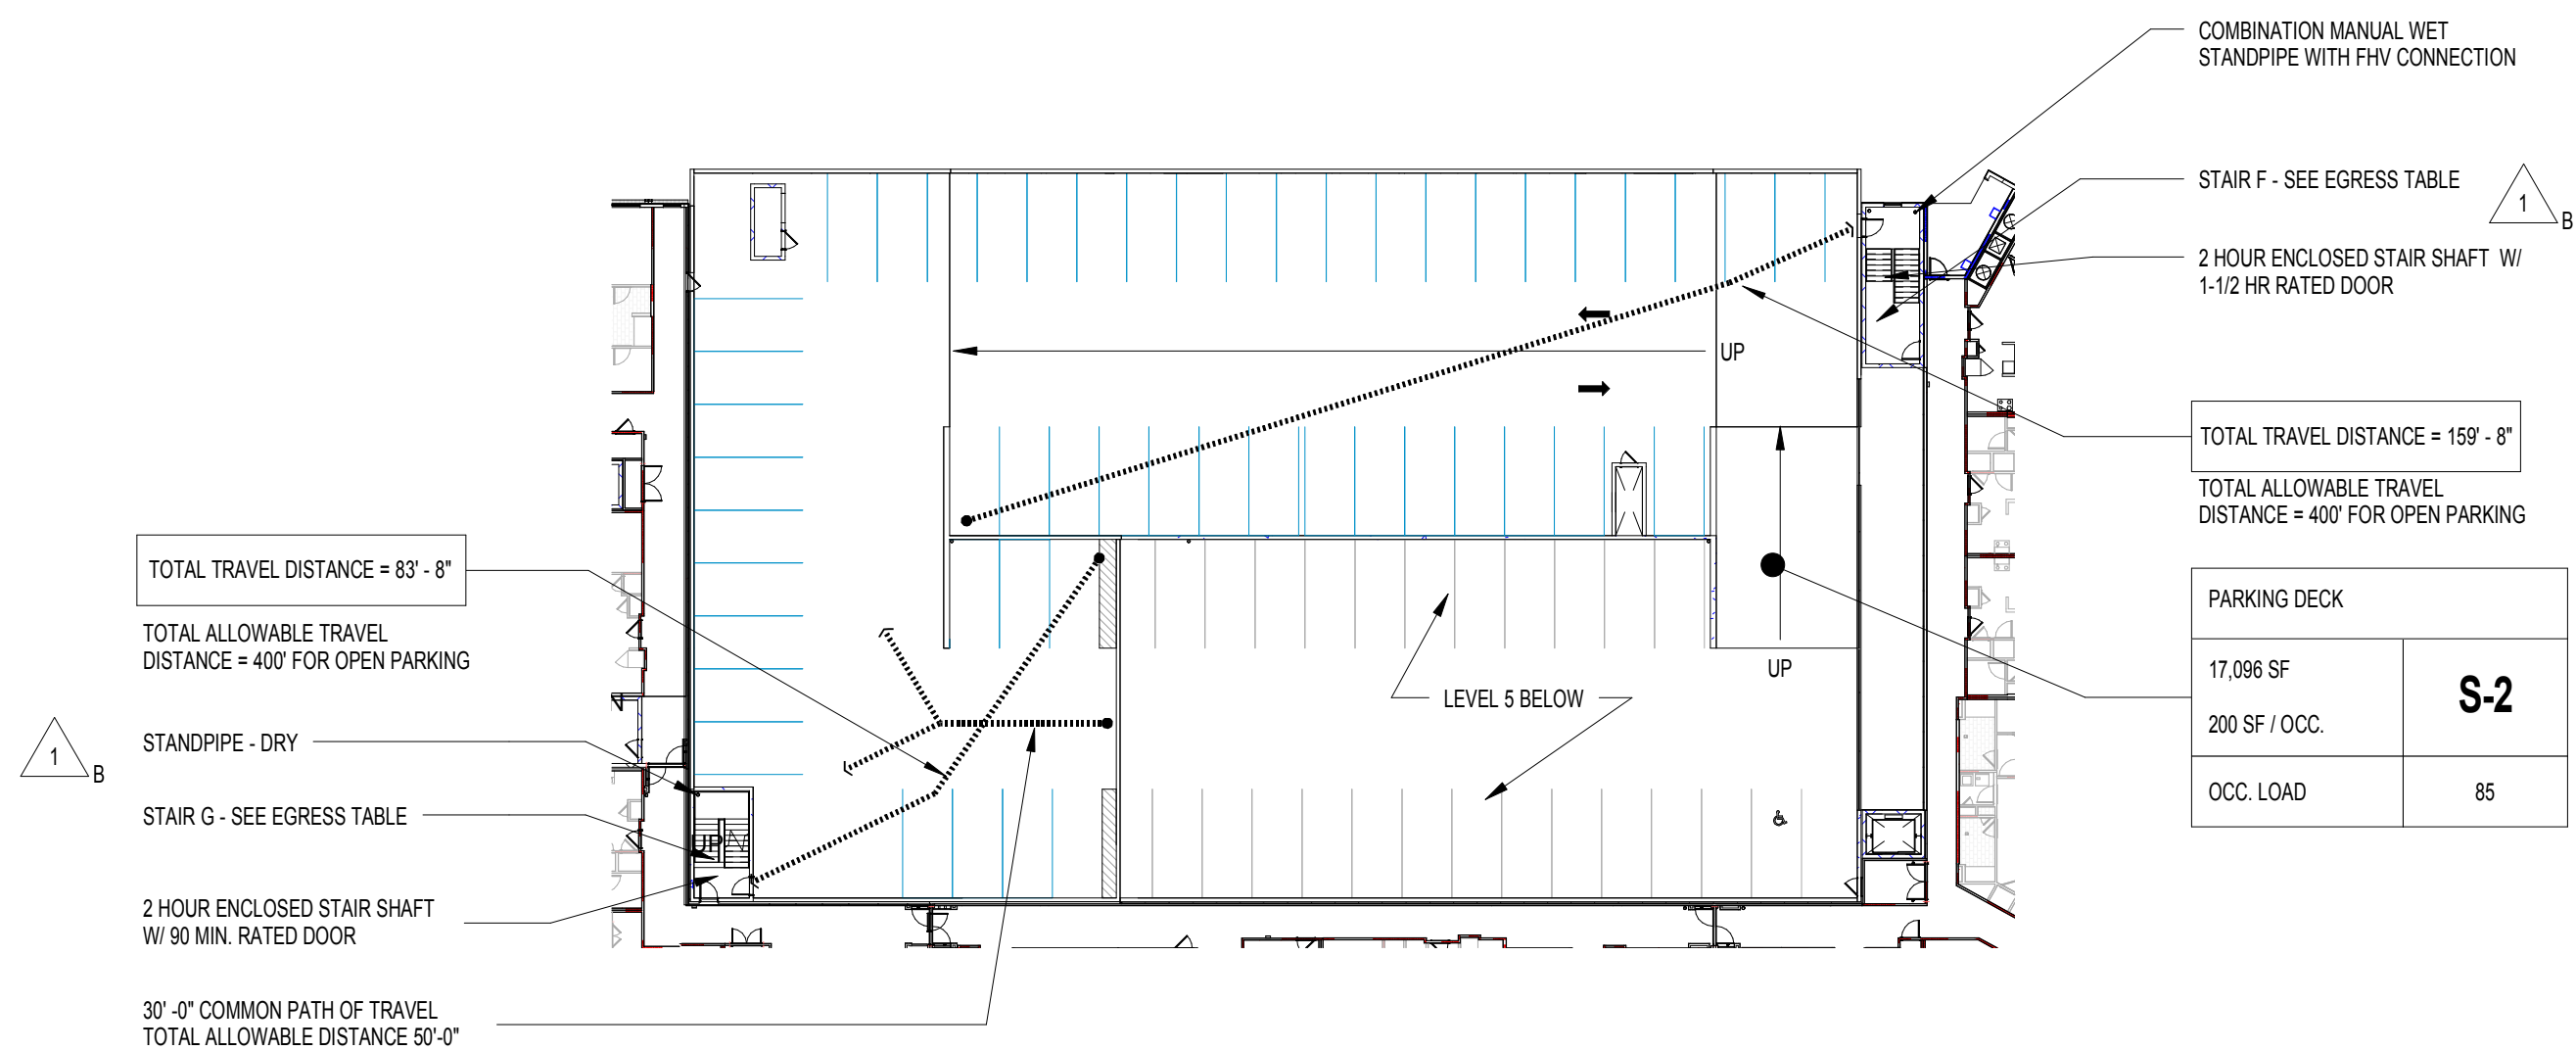 COMBINATION MANUAL WET
STANDPIPE WITH FHV CONNECTION
STAIR F - SEE EGRESS TABLE
1
B
2 HOUR ENCLOSED STAIR SHAFT W/
1-1/2 HR RATED DOOR
UP
TOTAL TRAVEL DISTANCE = 159' - 8"
TOTAL ALLOWABLE TRAVEL
DISTANCE = 400' FOR OPEN PARKING
TOTAL TRAVEL DISTANCE = 83' - 8"
TOTAL ALLOWABLE TRAVEL
DISTANCE = 400' FOR OPEN PARKING
PARKING DECK
17,096 SF
200 SF / OCC.
S-2
OCC. LOAD
85
UP
LEVEL 5 BELOW
1
B
STANDPIPE - DRY
STAIR G - SEE EGRESS TABLE
UP
2 HOUR ENCLOSED STAIR SHAFT
W/ 90 MIN. RATED DOOR
30' -0" COMMON PATH OF TRAVEL
TOTAL ALLOWABLE DISTANCE 50'-0"